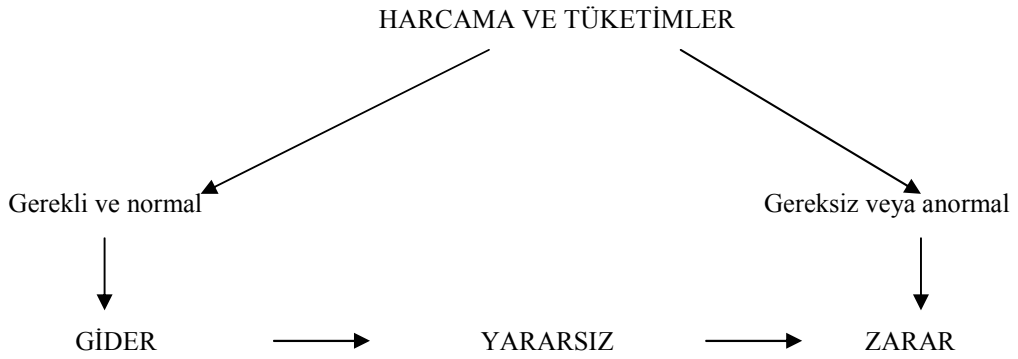 HARCAMA VE TÜKETİMLER
Gerekli ve normal Gereksiz veya anormal
GİDER YARARSIZ ZARAR